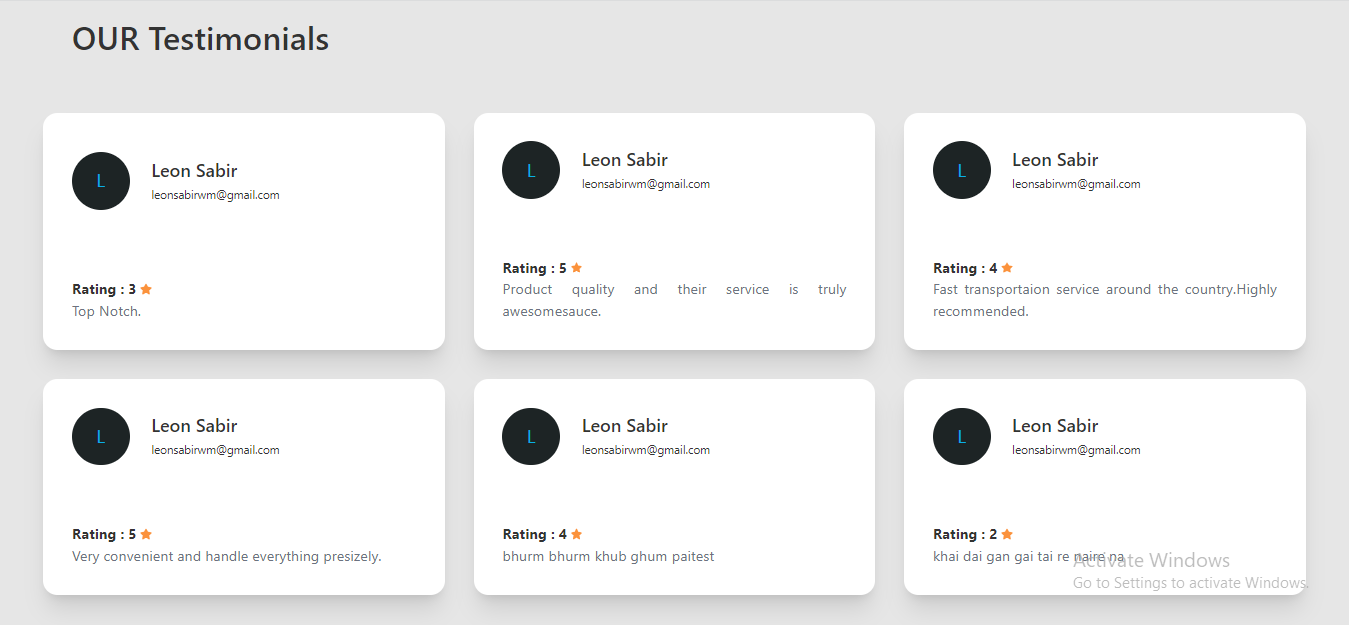 OUR Testimonials
L
Leon Sabir
leonsabirwm@gmail.com
Rating : 3
Top Notch.
L
Leon Sabir
leonsabirwm@gmail.com
Rating : 5
Product quality and their service is truly
awesomesauce.
L
Leon Sabir
leonsabirwm@gmail.com
Rating : 4
Fast transportaion service around the country.Highly
recommended.
L
Leon Sabir
leonsabirwm@gmail.com
Rating : 5
Very convenient and handle everything presizely.
L
Leon Sabir
leonsabirwm@gmail.com
Rating : 4
bhurm bhurm khub ghum paitest
L
Leon Sabir
leonsabirwm@gmail.com
Rating : 2
khai dai gan gai tai re naire na
Activate Windows
Go to Settings to activate Windows.